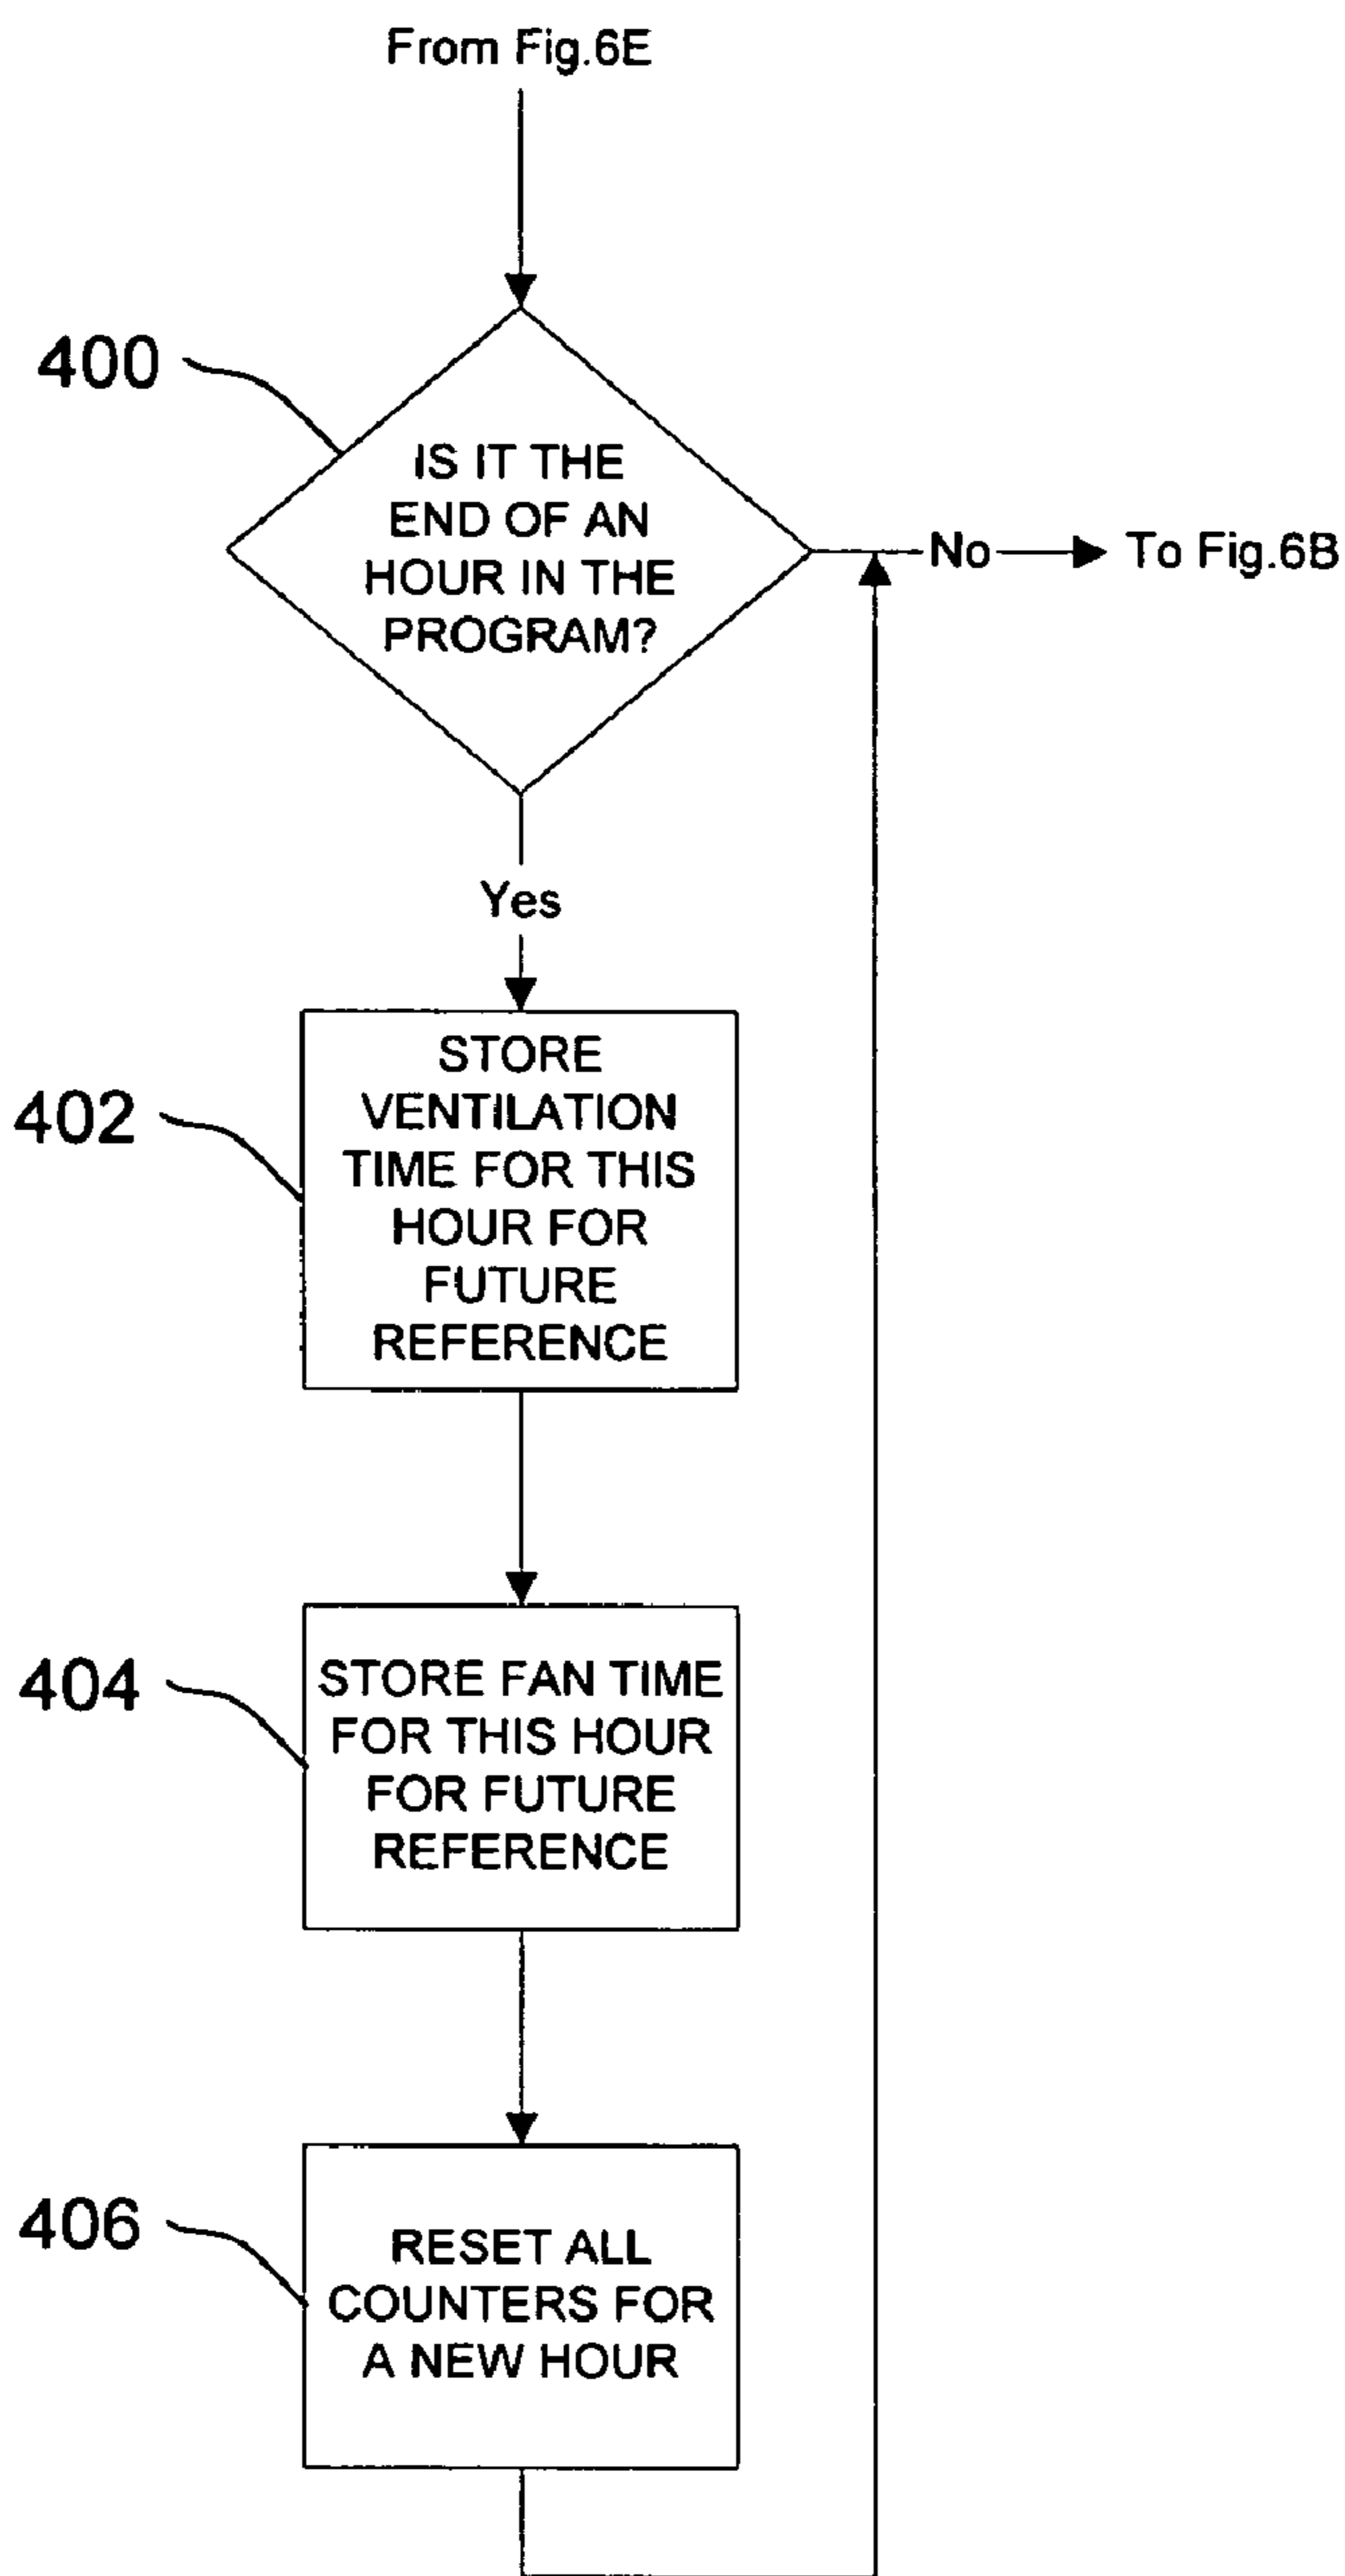 From Fig.6E
400
IS IT THE
END OF AN
HOUR IN THE
PROGRAM?
No
To Fig.6B
Yes
402
STORE
VENTILATION
TIME FOR THIS
HOUR FOR
FUTURE
REFERENCE
404
STORE FAN TIME
FOR THIS HOUR
FOR FUTURE
REFERENCE
406
RESET ALL
COUNTERS FOR
A NEW HOUR